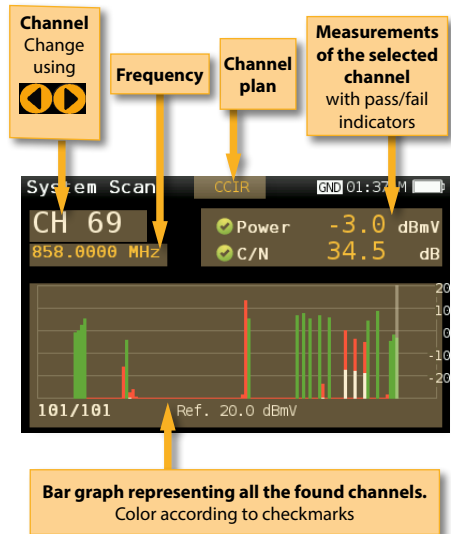 Channel
Change
using
Frequency
Channel
plan
Measurements
of the selected
channel
with pass/fail
indicators
System Scan
CCIR
GND 01:37
M
CH 69
858.0000 MHz
Power -3.0 dBmV
C/N 34.5 dB
20
10
0
-10
-20
101/101
Ref. 20.0 dBmV
Bar graph representing all the found channels.
Color according to checkmarks